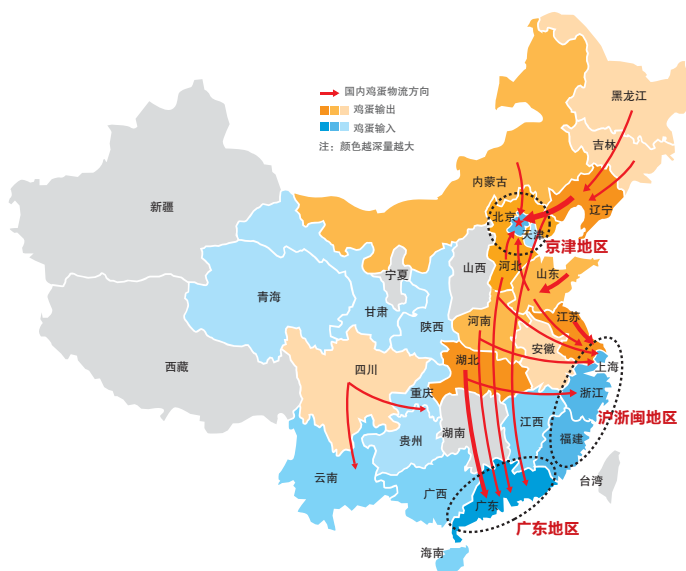 国内鸡蛋物流方向
鸡蛋输出
鸡蛋输入
注：颜色越深量越大
黑龙江
吉林
辽宁
内蒙古
北京
天津
京津地区
新疆
宁夏
山西
河北
山东
青海
甘肃
陕西
河南
江苏
安徽
上海
西藏
四川
湖北
重庆
浙江
沪浙闽地区
贵州
湖南
江西
福建
云南
广西
广东
台湾
广东地区
海南